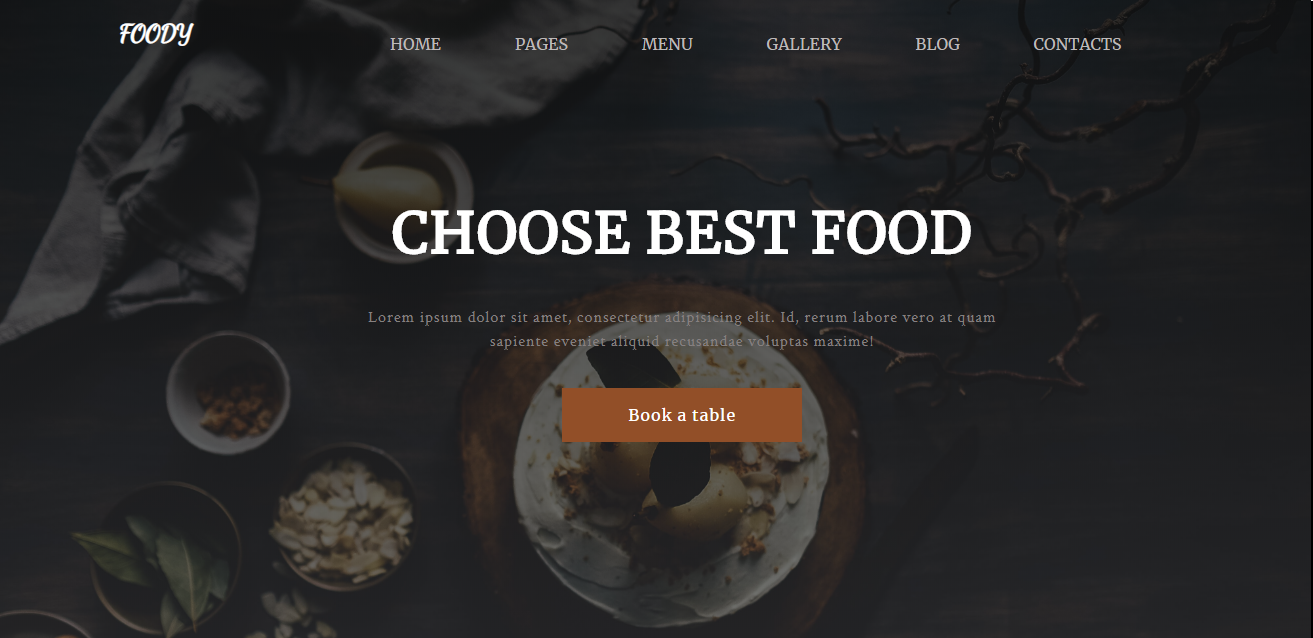 FOODY
HOME PAGES MENU GALLERY BLOG CONTACTS
CHOOSE BEST FOOD
Lorem ipsum dolor sit amet, consectetur adipisicing elit. Id, rerum labore vero at quam
sapiente eveniet aliquid recusandae voluptas maxime!
Book a table